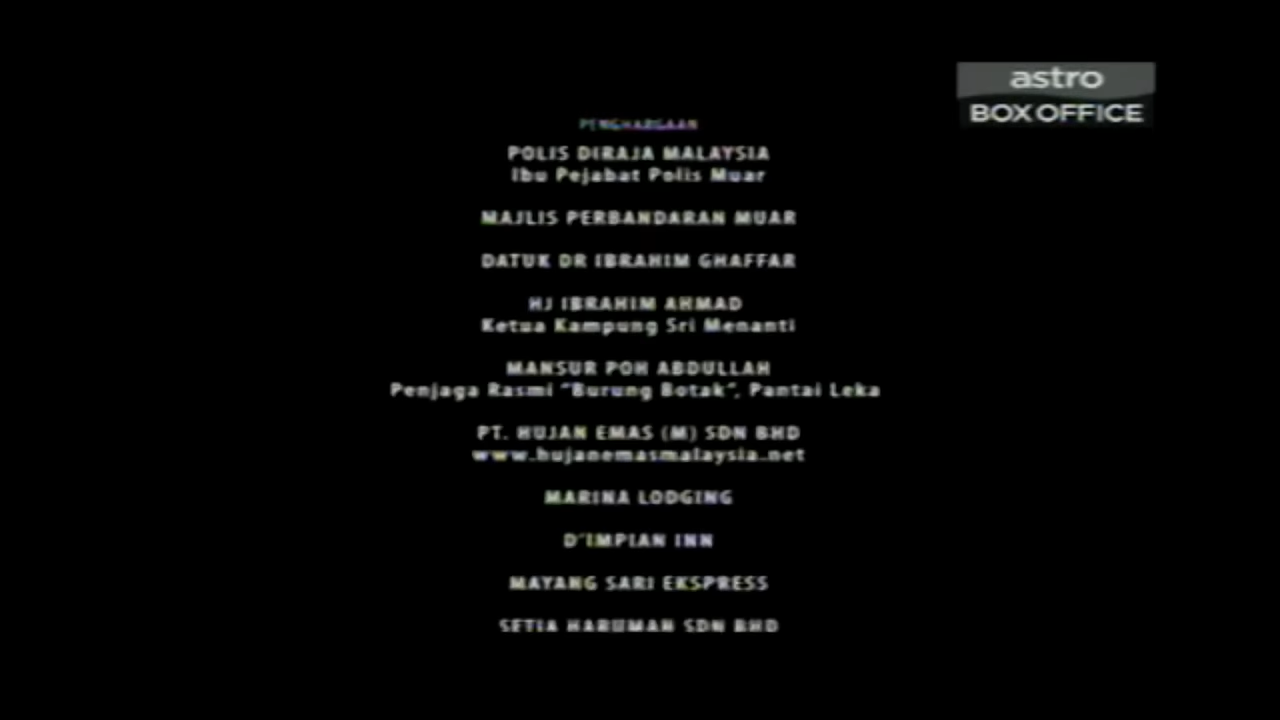 astro
BOX OFFICE
PENGHARGAAN
POLIS DIRAJA MALAYSIA
Ibu Pejabat Polis Muar
MAJLIS PERBANDARAN MUAR
DATUK DR IBRAHIM GHAFFAR
HJ IBRAHIM AHMAD
Ketua Kampung Sri Menanti
MANSUR POH ABDULLAH
Penjaga Rasmi "Burung Botak", Pantai Leka
PT. HUJAN EMAS (M) SDN BHD
www.hujanemasmalaysia.net
MARINA LODGING
D'IMPIAN INN
MAYANG SARI EKSPRESS
SETIA HARUMAN SDN BHD